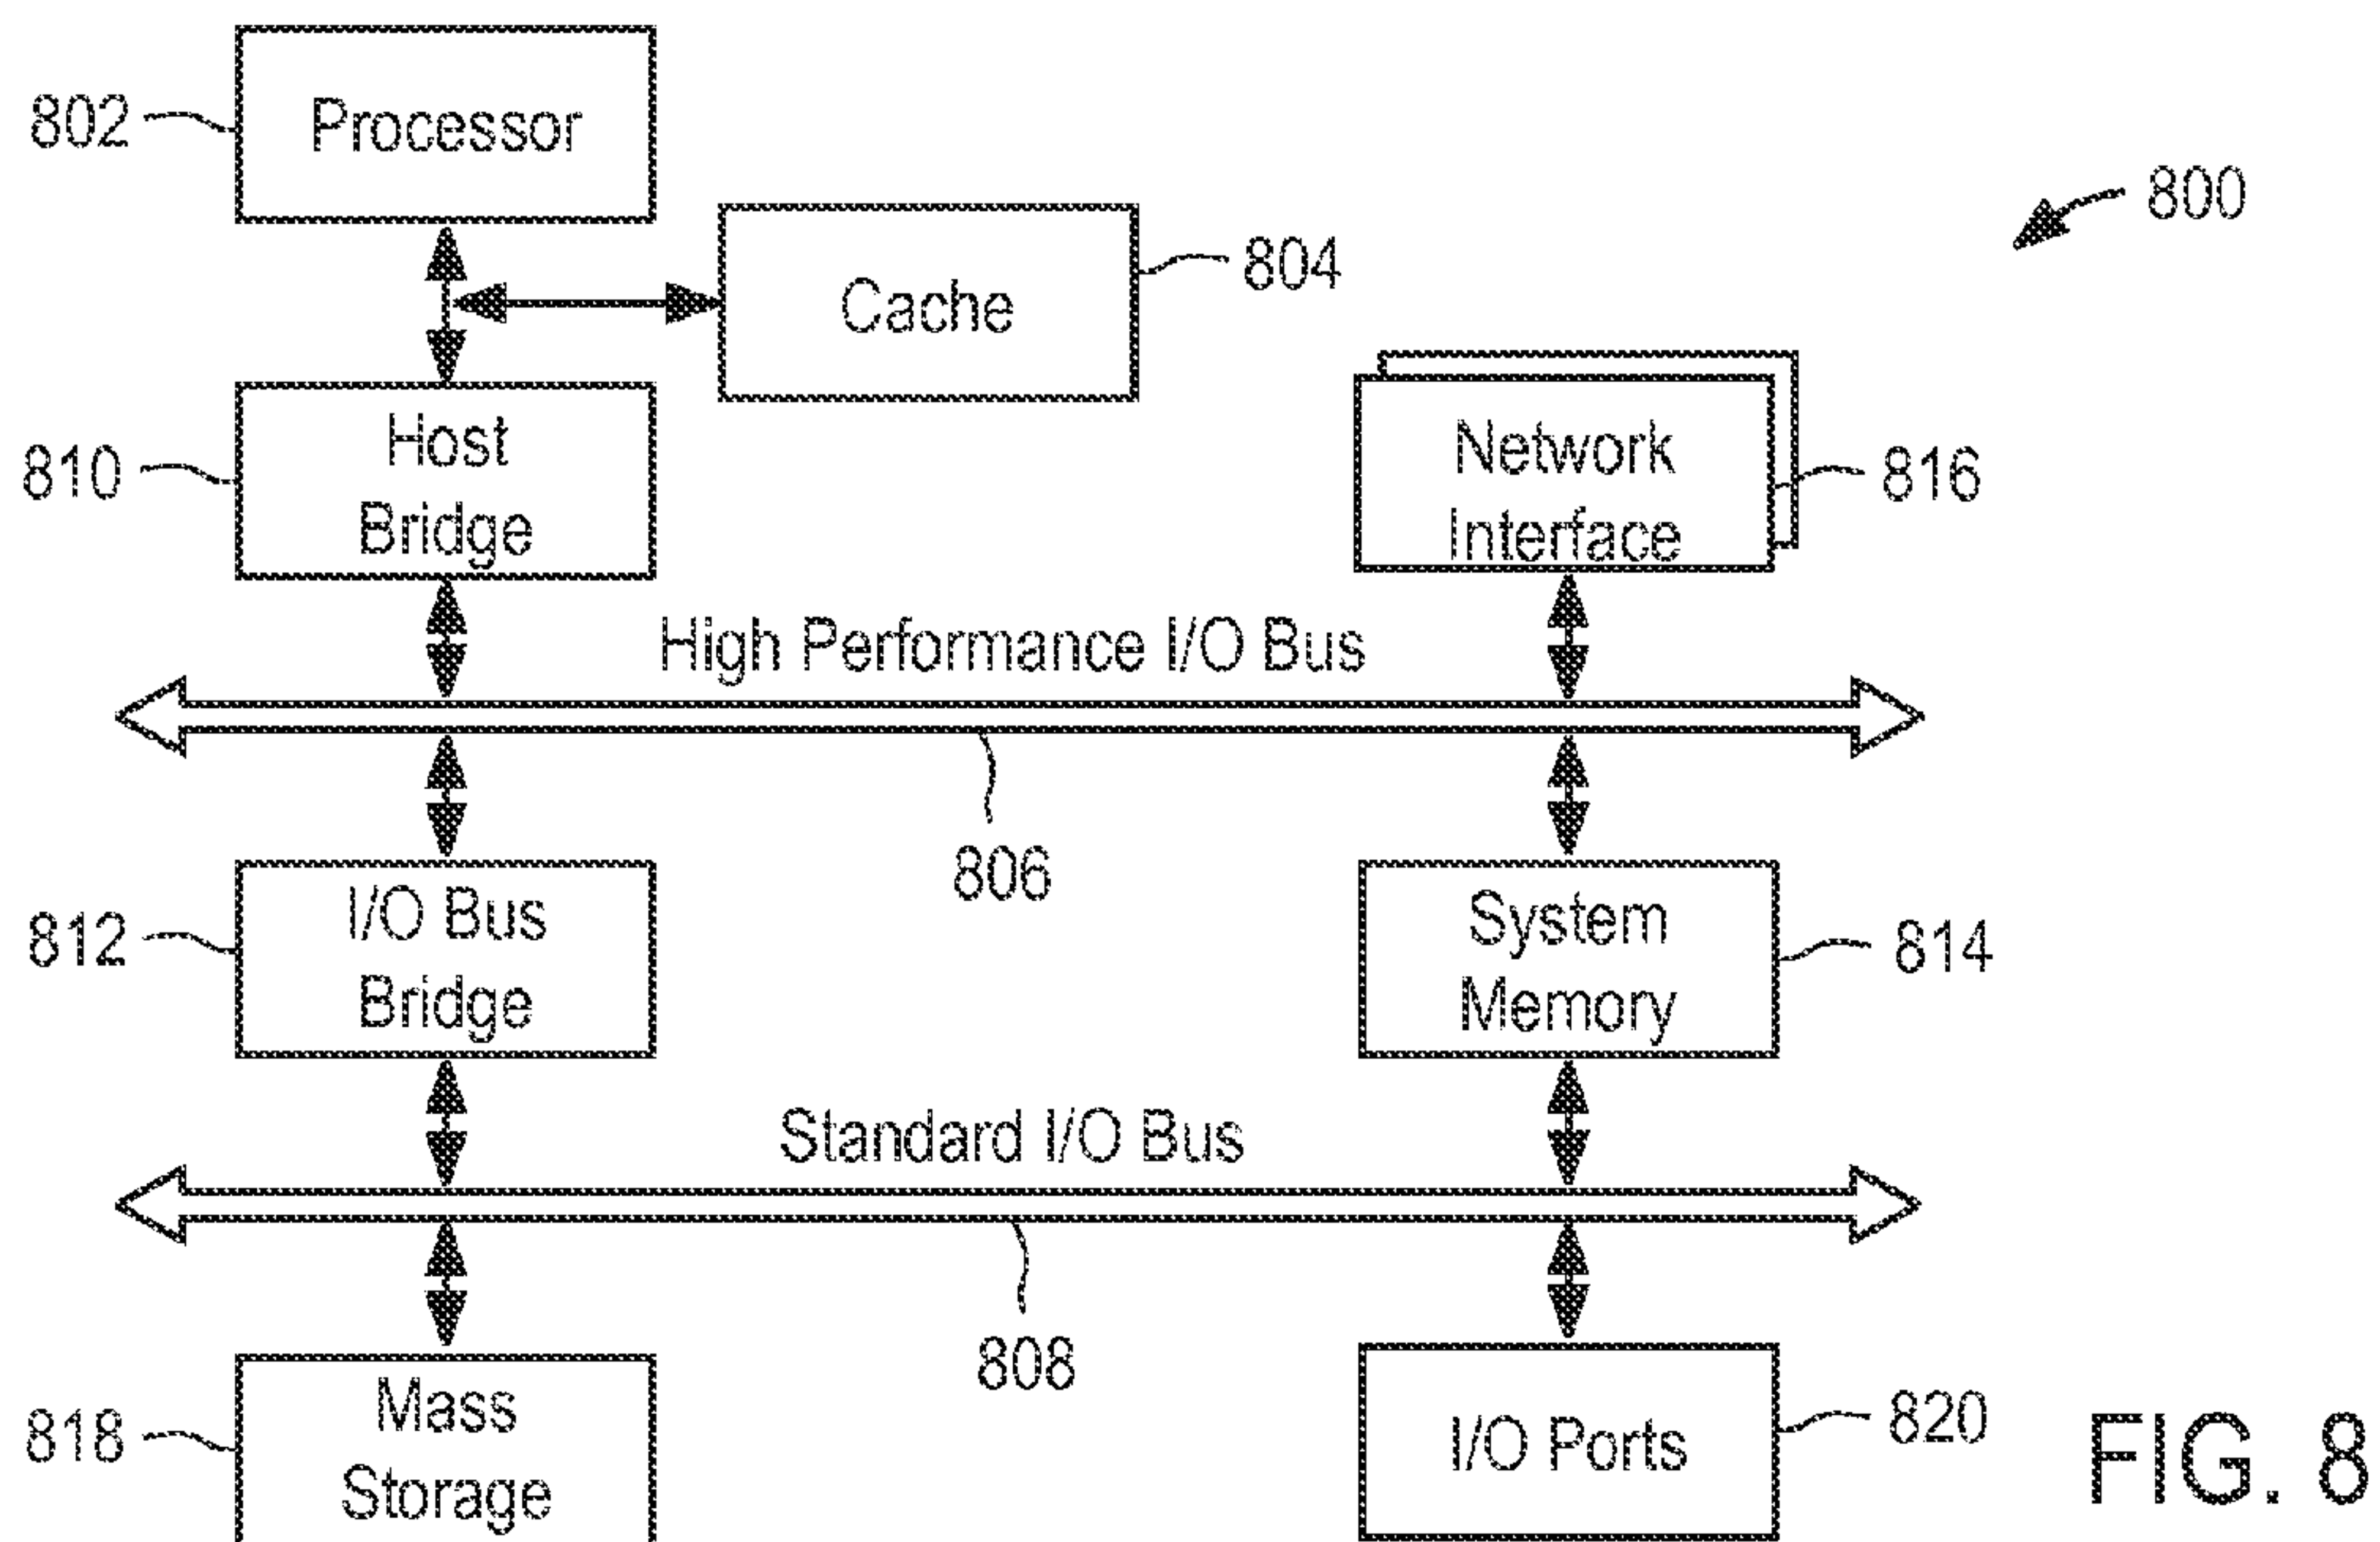 802
Processor
800
804
Cache
810
Host
Bridge
Network
Interface
816
High Performance I/O Bus
806
812
I/O Bus
Bridge
System
Memory
814
Standard I/O Bus
808
818
Mass
Storage
I/O Ports
820
FIG. 8